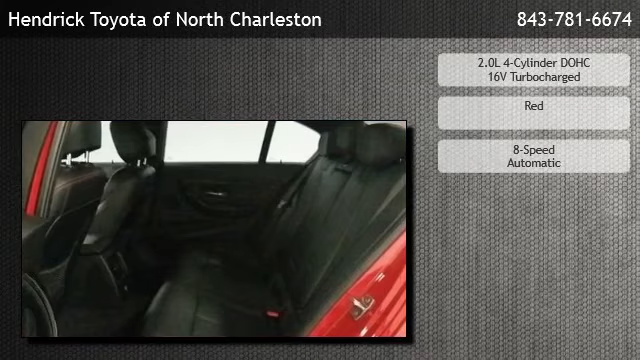 Hendrick Toyota of North Charleston
843-781-6674
2.0L 4-Cylinder DOHC
16V Turbocharged
Red
8-Speed
Automatic